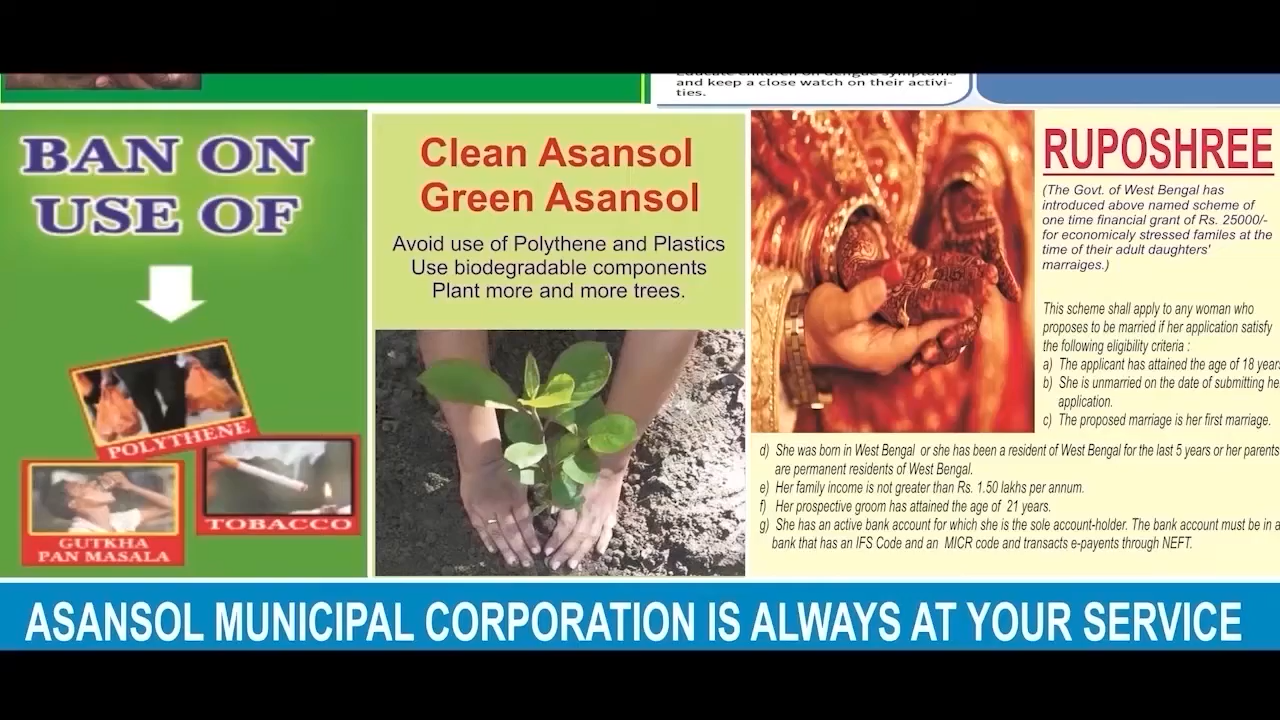 Educate children on dengue symptoms
and keep a close watch on their activi-
ties.
BAN ON
USE OF
POLYTHENE
TOBACCO
GUTKHA
PAN MASALA
Clean Asansol
Green Asansol
Avoid use of Polythene and Plastics
Use biodegradable components
Plant more and more trees.
RUPOSHREE
(The Govt. of West Bengal has
introduced above named scheme of
one time financial grant of Rs. 25000/-
for economicaly stressed familes at the
time of their adult daughters'
marraiges.)
This scheme shall apply to any woman who
proposes to be married if her application satisfy
the following eligibility criteria :
a) The applicant has attained the age of 18 years
b) She is unmarried on the date of submitting he
application.
c) The proposed marriage is her first marriage.
d) She was born in West Bengal or she has been a resident of West Bengal for the last 5 years or her parents
are permanent residents of West Bengal.
e) Her family income is not greater than Rs. 1.50 lakhs per annum.
f) Her prospective groom has attained the age of 21 years.
g) She has an active bank account for which she is the sole account-holder. The bank account must be in a
bank that has an IFS Code and an MICR code and transacts e-payents through NEFT.
ASANSOL MUNICIPAL CORPORATION IS ALWAYS AT YOUR SERVICE